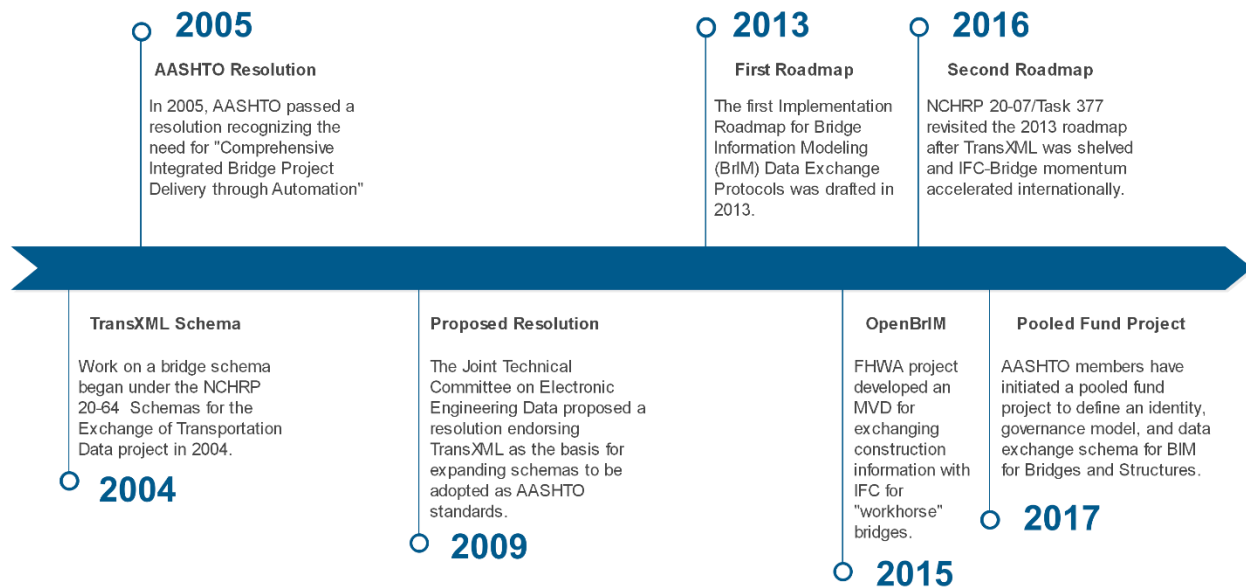 2005
AASHTO Resolution
In 2005, AASHTO passed a
resolution recognizing the
need for "Comprehensive
Integrated Bridge Project
Delivery through Automation"
2013
First Roadmap
The first Implementation
Roadmap for Bridge
Information Modeling
(BrIM) Data Exchange
Protocols was drafted in
2013.
2016
Second Roadmap
NCHRP 20-07/Task 377
revisited the 2013 roadmap
after TransXML was shelved
and IFC-Bridge momentum
accelerated internationally.
TransXML Schema
Work on a bridge schema
began under the NCHRP
20-64 Schemas for the
Exchange of Transportation
Data project in 2004.
2004
Proposed Resolution
The Joint Technical
Committee on Electronic
Engineering Data proposed a
resolution endorsing
TransXML as the basis for
expanding schemas to be
adopted as AASHTO
standards.
2009
OpenBrIM
FHWA project
developed an
MVD for
exchanging
construction
information with
IFC for
"workhorse"
bridges.
2015
Pooled Fund Project
AASHTO members have
initiated a pooled fund
project to define an identity,
governance model, and data
exchange schema for BIM
for Bridges and Structures.
2017